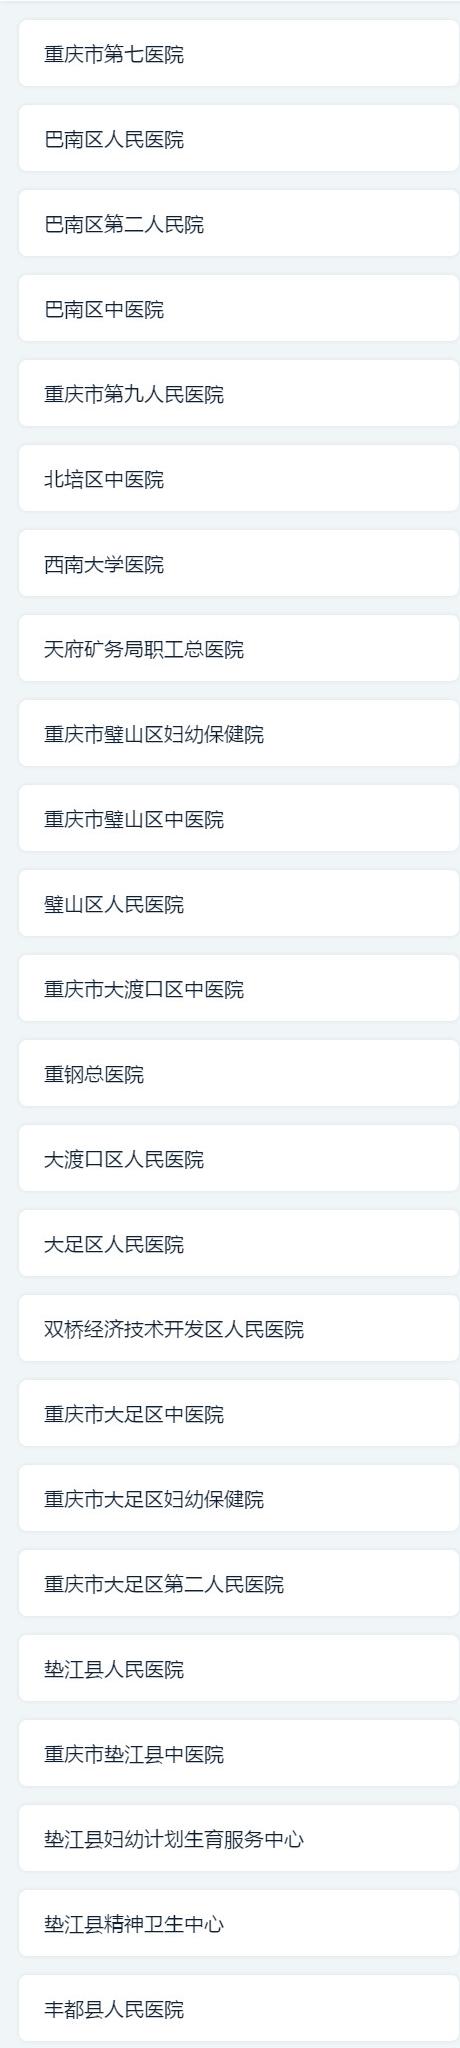 重庆市第七医院
巴南区人民医院
巴南区第二人民院
巴南区中医院
重庆市第九人民医院
北培区中医院
西南大学医院
天府矿务局职工总医院
重庆市璧山区妇幼保健院
重庆市璧山区中医院
璧山区人民医院
重庆市大渡口区中医院
重钢总医院
大渡口区人民医院
大足区人民医院
双桥经济技术开发区人民医院
重庆市大足区中医院
重庆市大足区妇幼保健院
重庆市大足区第二人民医院
垫江县人民医院
重庆市垫江县中医院
垫江县妇幼计划生育服务中心
垫江县精神卫生中心
丰都县人民医院